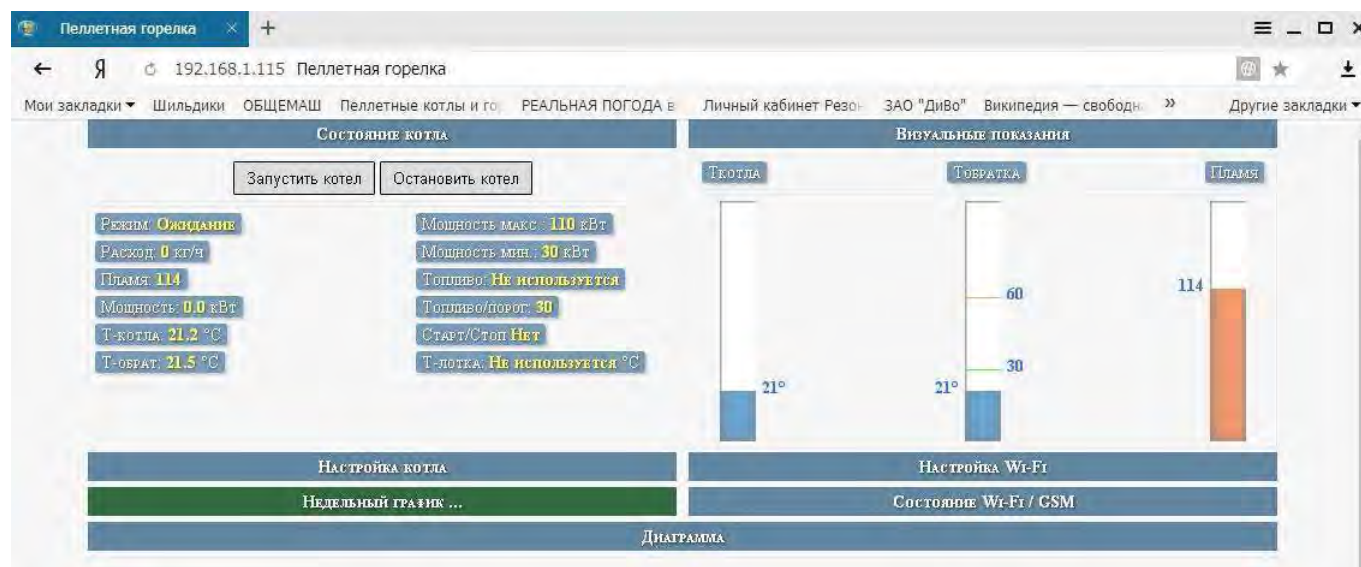 Пеллетная горелка
Я 192.168.1.115 Пеллетная горелка
Мои закладки Шильдики ОБЩЕМАШ Пеллетные котлы и го РЕАЛЬНАЯ ПОГОДА в Личный кабинет Резо ЗАО "ДиВо" Википедия — свободн » Другие закладки
Состояние котла
Запустить котел Остановить котел
Режим: Ожидание
Расход: 0 кг/ч
Пламя: 114
Мощность: 0.0 кВт
Т-котла: 21.2 °C
Т-обрат: 21.5 °C
Мощность макс.: 110 кВт
Мощность мин.: 30 кВт
Топливо: Не используется
Топливо/порог: 30
Старт/Стоп Нет
Т-лотка: Не используется °C
Визуальные показания
Ткотла Тобратка Пламя
60
114
30
21° 21°
Настройка котла Настройка Wi-Fi
Недельный график ... Состояние Wi-Fi / GSM
Диаграмма